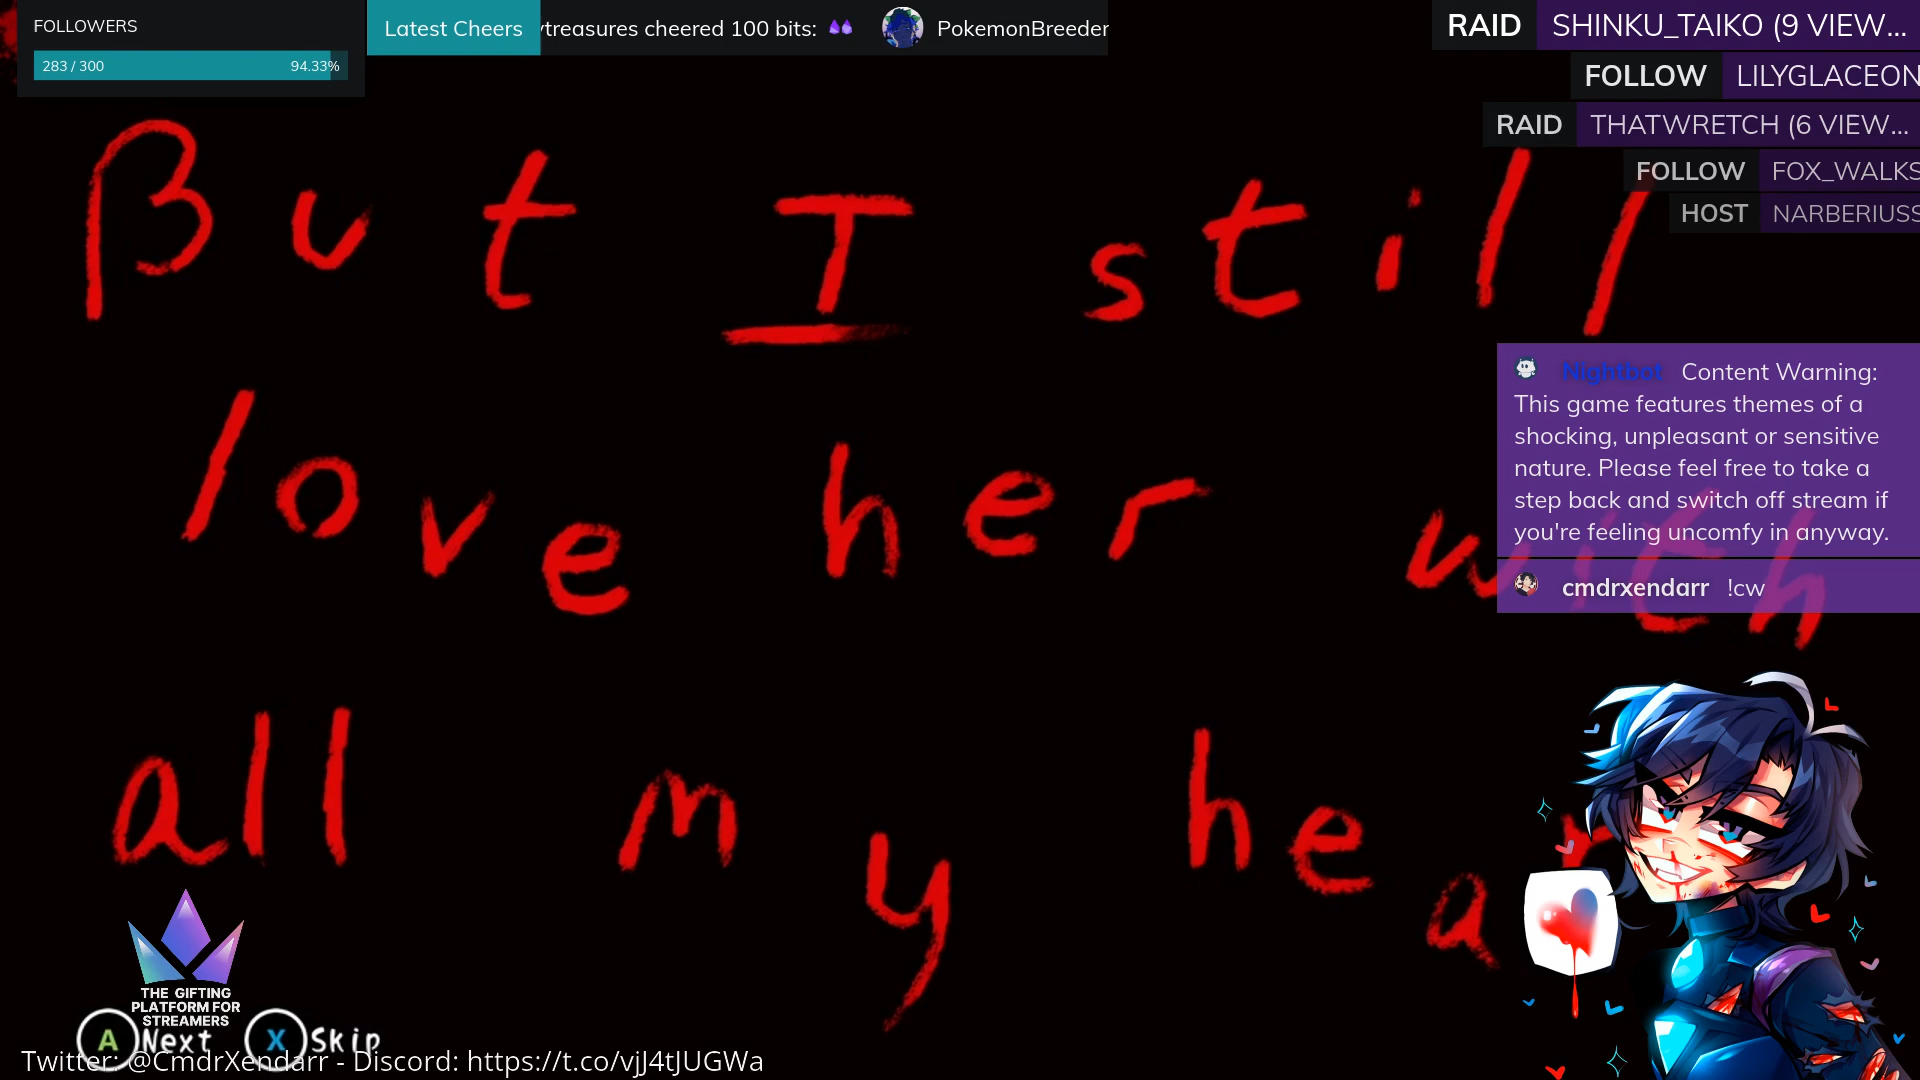 FOLLOWERS
283 / 300 94.33%
Latest Cheers ytreasures cheered 100 bits: PokemonBreeder
RAID SHINKU_TAIKO (9 VIEW...
FOLLOW LILYGLACEON
RAID THATWRETCH (6 VIEW...
FOLLOW FOX_WALKS
HOST NARBERIUSS
But I still
love her with
all my hear
Nightbot Content Warning:
This game features themes of a
shocking, unpleasant or sensitive
nature. Please feel free to take a
step back and switch off stream if
you're feeling uncomfy in anyway.
cmdrxendarr !cw
THE GIFTING
PLATFORM FOR
STREAMERS
A Next X Skip
Twitter: @CmdrXendarr - Discord: https://t.co/vjJ4tJUGWa